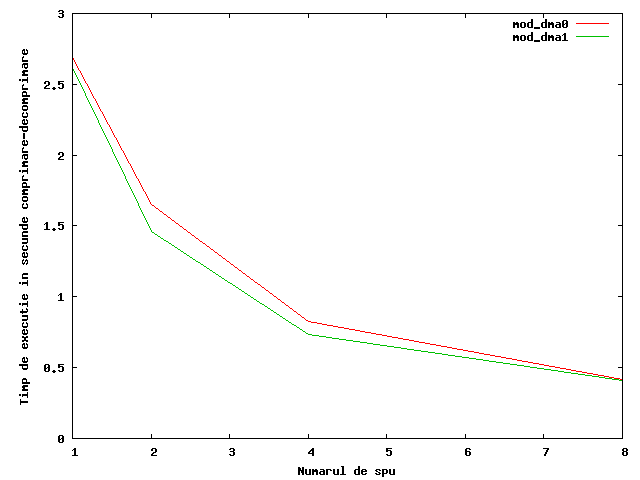 mod_dma0
mod_dma1
3
2.5
2
1.5
1
0.5
0
Timp de executie in secunde comprimare-decomprimare
1 2 3 4 5 6 7 8
Numarul de spu